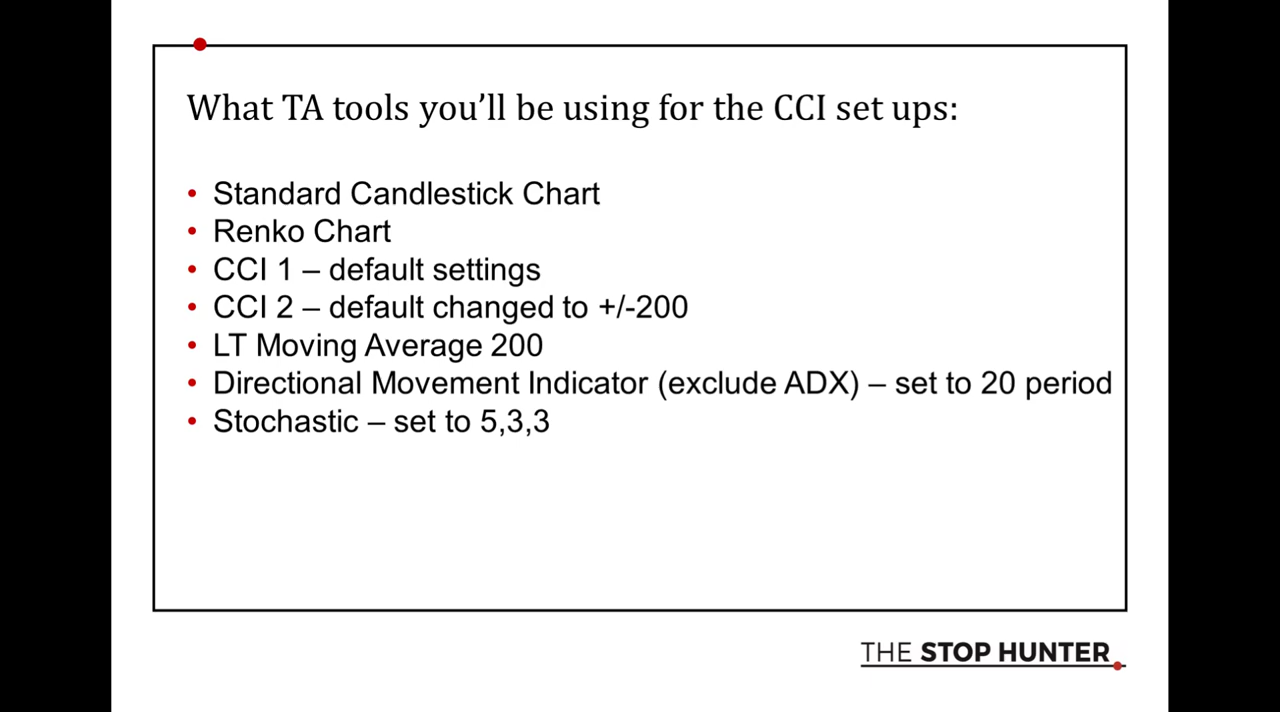 What TA tools you’ll be using for the CCI set ups:
• Standard Candlestick Chart
• Renko Chart
• CCI 1 – default settings
• CCI 2 – default changed to +/-200
• LT Moving Average 200
• Directional Movement Indicator (exclude ADX) – set to 20 period
• Stochastic – set to 5,3,3
THE STOP HUNTER.